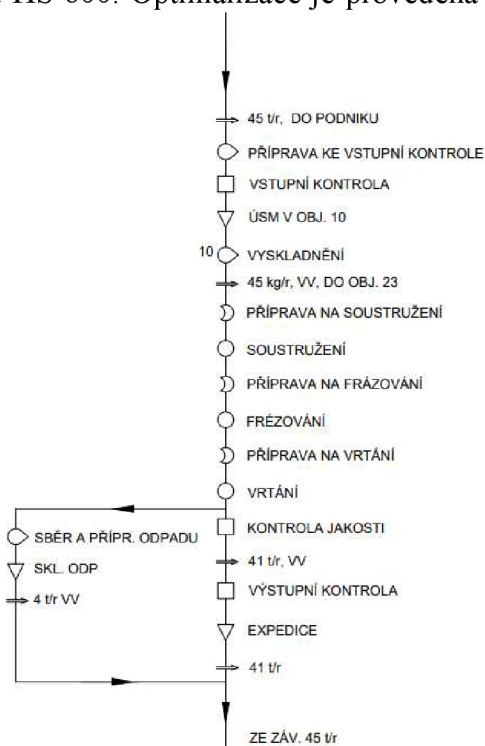 HS 600. Optimalizace je provedena
45 t/r, DO PODNIKU
PŘÍPRAVA KE VSTUPNÍ KONTROLE
VSTUPNÍ KONTROLA
ÚSM V OBJ. 10
10 VYSKLADNĚNÍ
45 kg/r, VV, DO OBJ. 23
PŘÍPRAVA NA SOUSTRUŽENÍ
SOUSTRUŽENÍ
PŘÍPRAVA NA FRÁZOVÁNÍ
FRÉZOVÁNÍ
PŘÍPRAVA NA VRTÁNÍ
VRTÁNÍ
KONTROLA JAKOSTI
SBĚR A PŘÍPR. ODPADU
41 t/r, VV
SKL. ODP
VÝSTUPNÍ KONTROLA
4 t/r VV
EXPEDICE
41 t/r
ZE ZÁV. 45 t/r